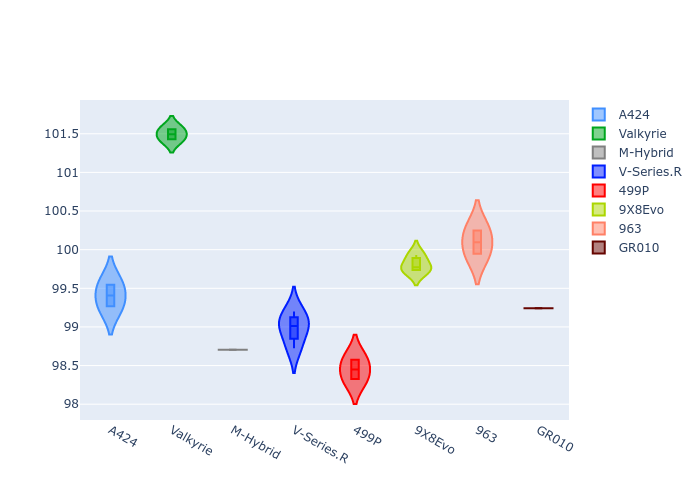 101.5
101
100.5
100
99.5
99
98.5
98
A424
Valkyrie
M-Hybrid
V-Series.R
499P
9X8Evo
963
GR010
A424
Valkyrie
M-Hybrid
V-Series.R
499P
9X8Evo
963
GR010